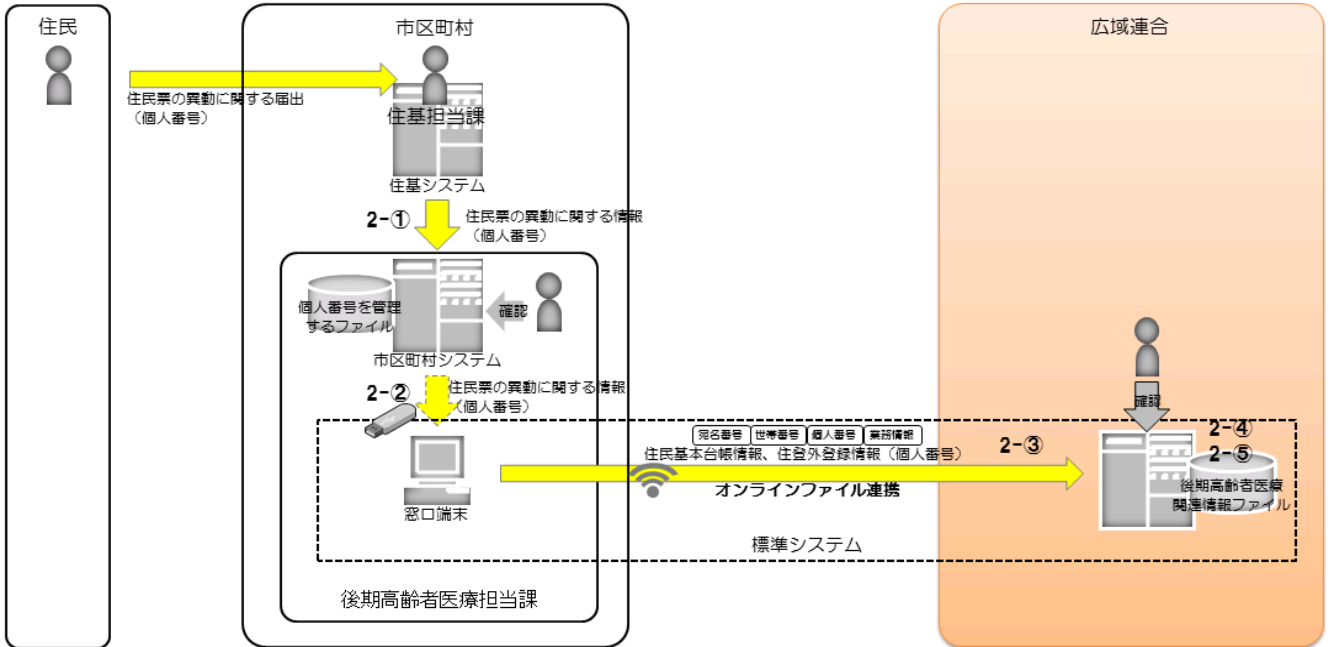 住民
市区町村
広域連合
住民票の異動に関する届出
（個人番号）
住基担当課
住基システム
2-①
住民票の異動に関する情報
（個人番号）
個人番号を管理
するファイル
確認
市区町村システム
2-②
住民票の異動に関する情報
（個人番号）
確認
宛名番号 世帯番号 個人番号 業務情報
住民基本台帳情報、住登外登録情報（個人番号）
2-③
2-④
2-⑤
オンラインファイル連携
後期高齢者医療
関連情報ファイル
窓口端末
標準システム
後期高齢者医療担当課